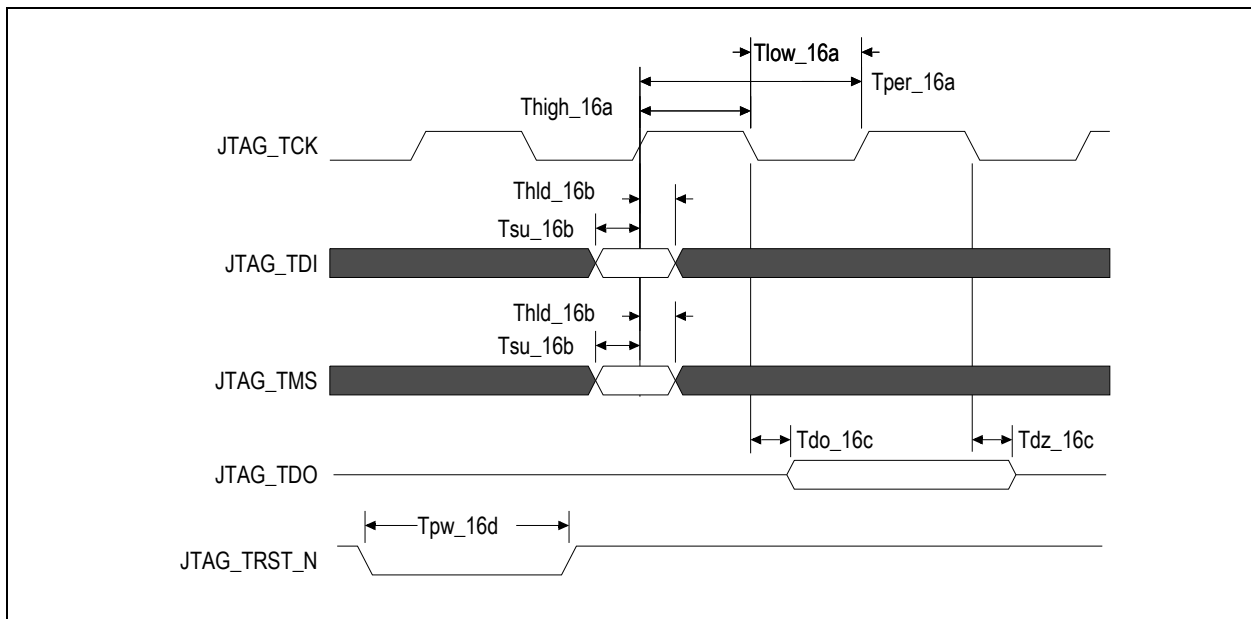 Tlow_16a
Tper_16a
Thigh_16a
JTAG_TCK
Thld_16b
Tsu_16b
JTAG_TDI
Thld_16b
Tsu_16b
JTAG_TMS
Tdo_16c
Tdz_16c
JTAG_TDO
Tpw_16d
JTAG_TRST_N